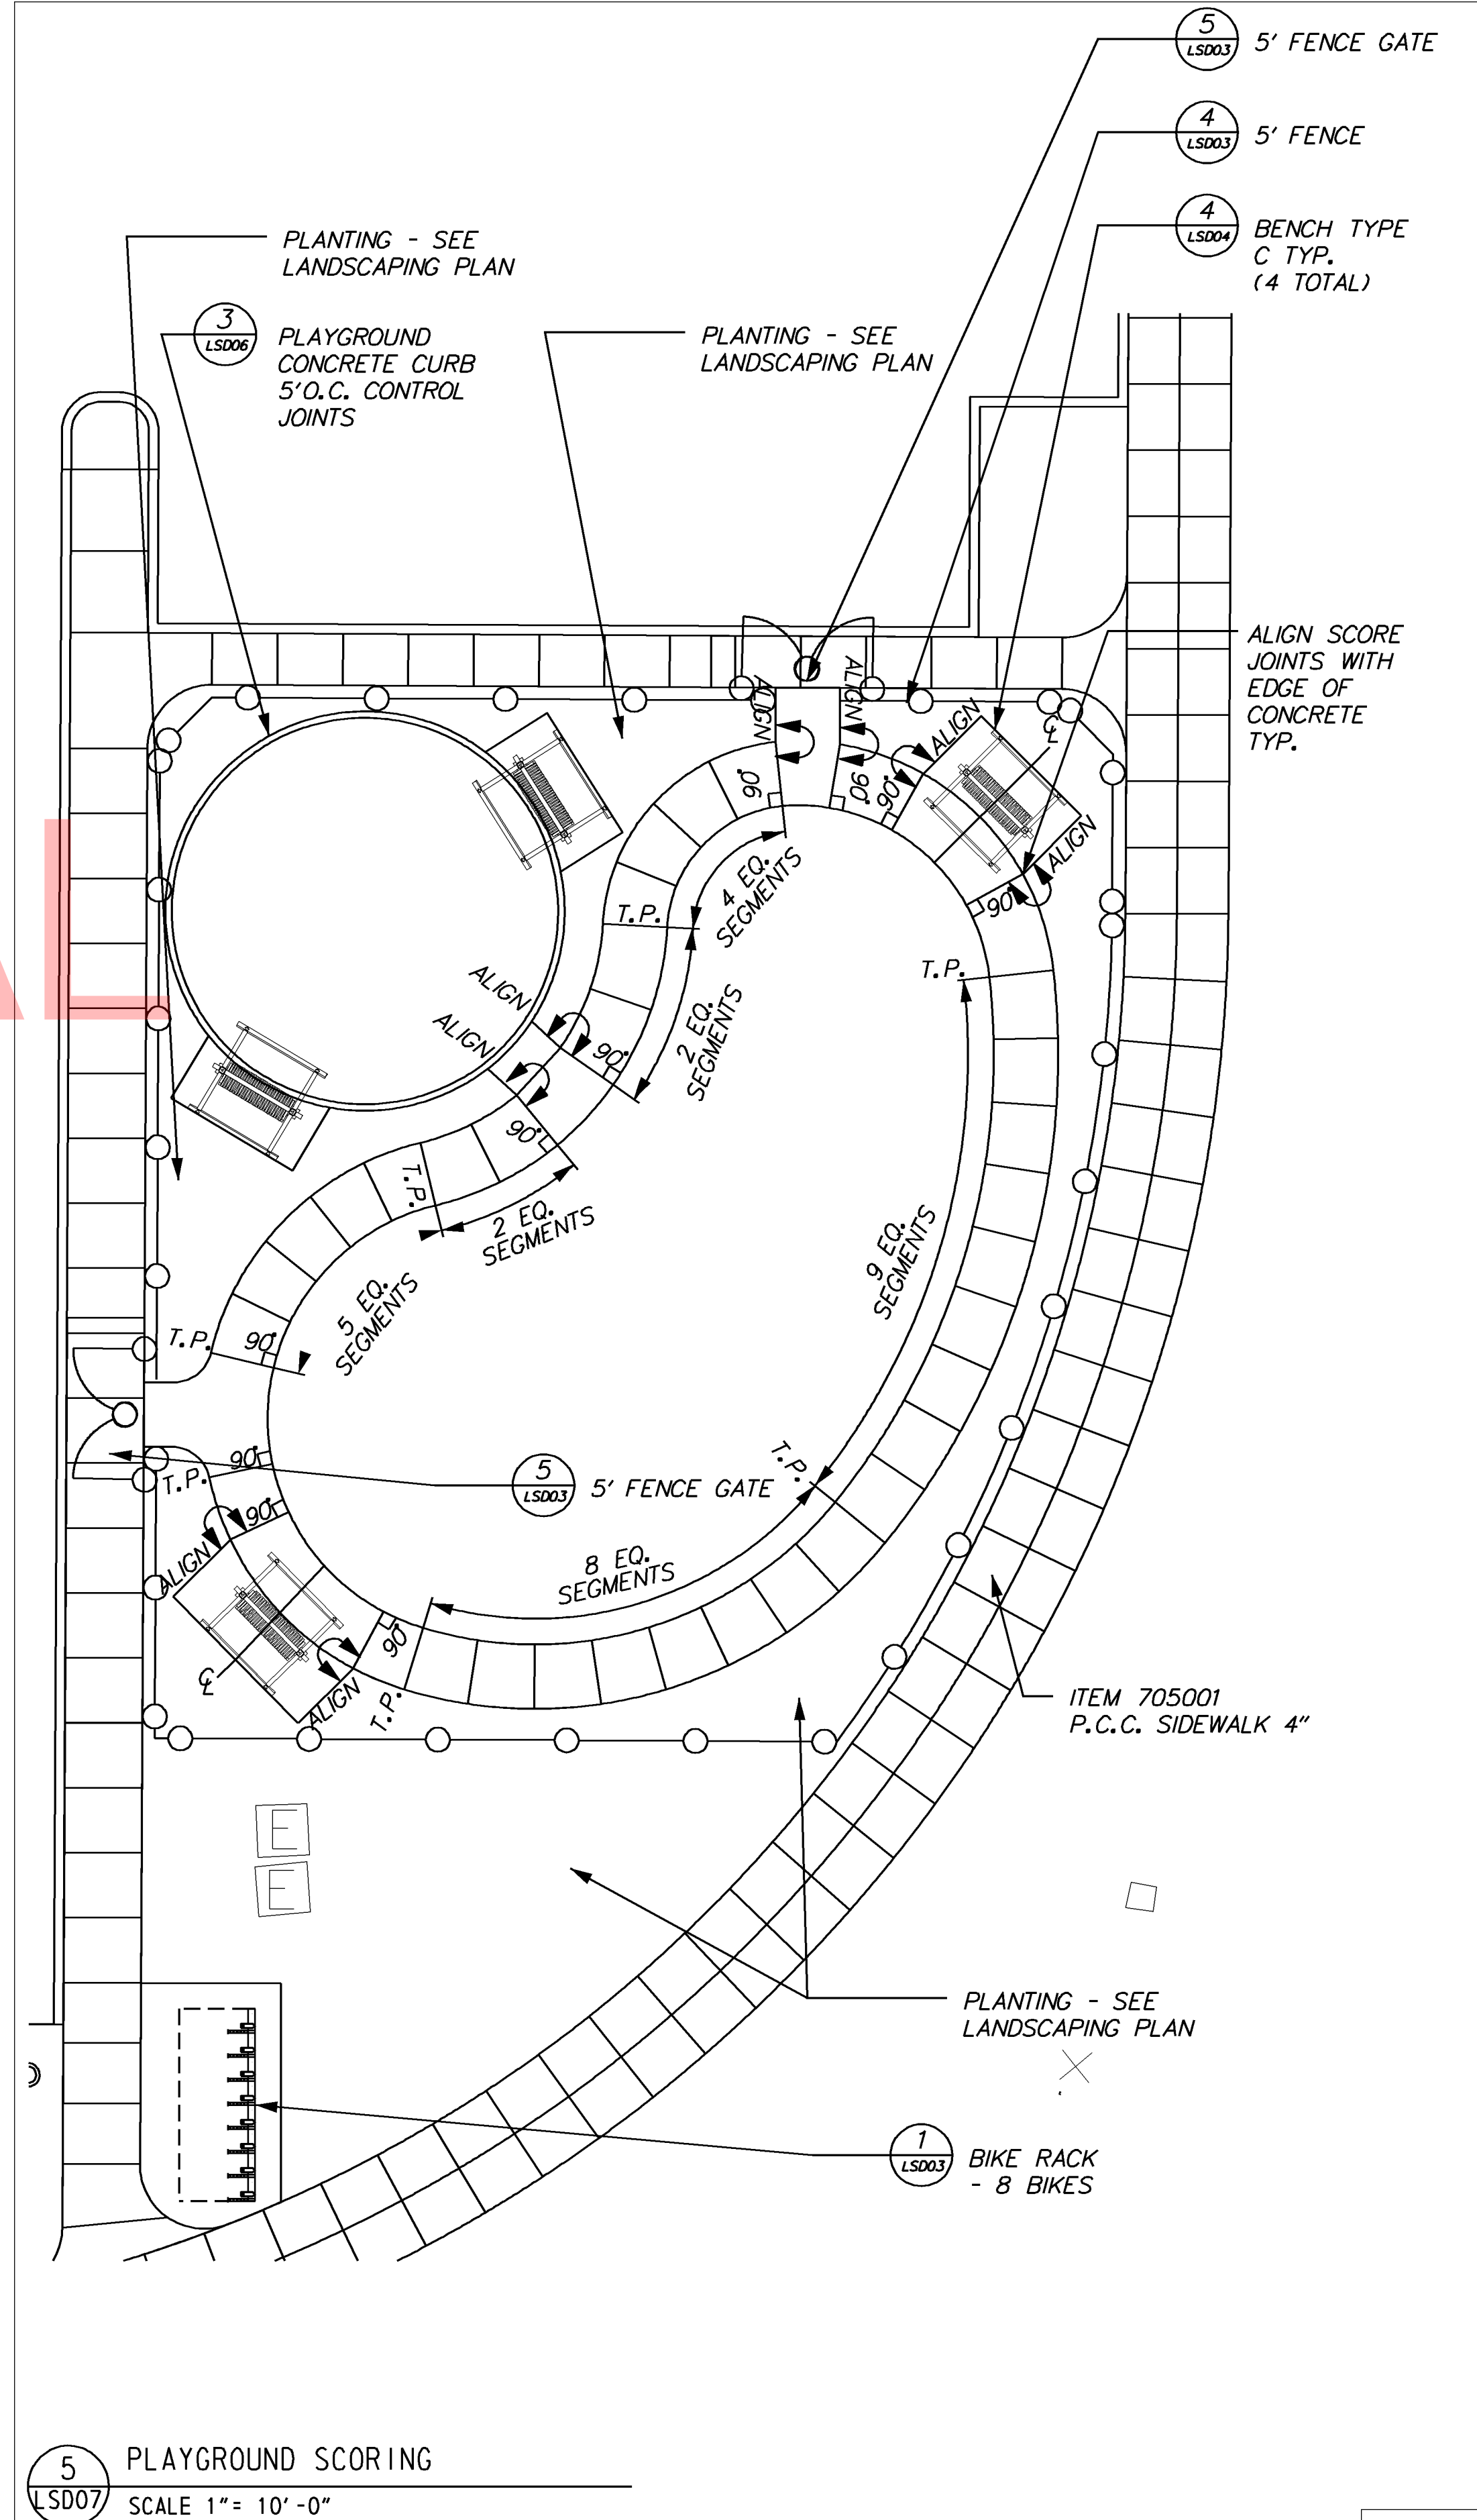 5
LSD03
5' FENCE GATE
4
LSD03
5' FENCE
4
LSD04
BENCH TYPE
C TYP.
(4 TOTAL)
PLANTING - SEE
LANDSCAPING PLAN
3
LSD06
PLAYGROUND
CONCRETE CURB
5'O.C. CONTROL
JOINTS
PLANTING - SEE
LANDSCAPING PLAN
ALIGN SCORE
JOINTS WITH
EDGE OF
CONCRETE
TYP.
ALIGN
ALIGN
ALIGN
℄
90°
90°
90°
ALIGN
90°
4 EQ.
SEGMENTS
T.P.
T.P.
ALIGN
ALIGN
2 EQ.
SEGMENTS
90°
90°
T.P.
2 EQ.
SEGMENTS
9 EQ.
SEGMENTS
5 EQ.
SEGMENTS
T.P.
90°
90°
T.P.
5
LSD03
5' FENCE GATE
T.P.
90°
ALIGN
8 EQ.
SEGMENTS
90°
℄
ALIGN
T.P.
ITEM 705001
P.C.C. SIDEWALK 4"
E
E
PLANTING - SEE
LANDSCAPING PLAN
1
LSD03
BIKE RACK
- 8 BIKES
5
LSD07
PLAYGROUND SCORING
SCALE 1"= 10'-0"